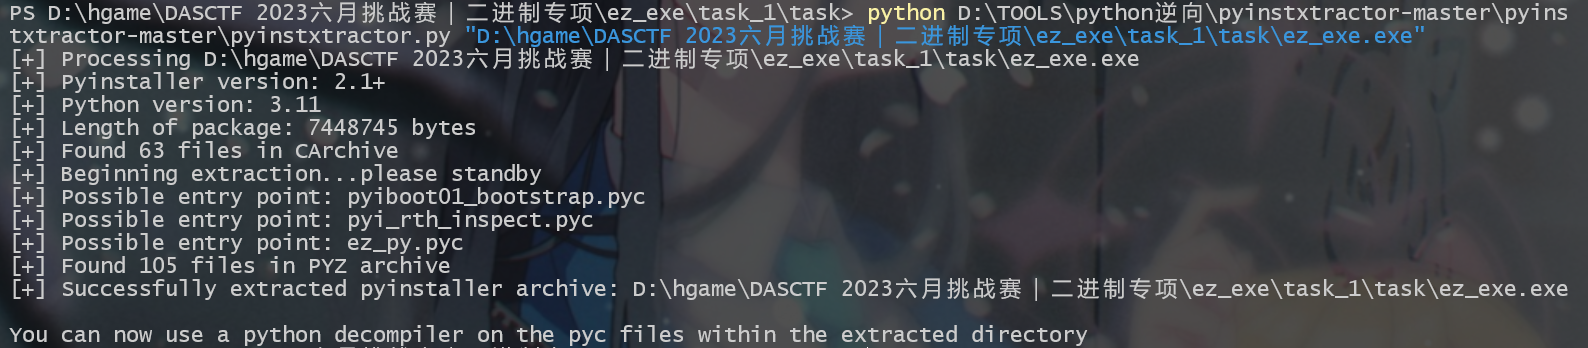 PS D:\hgame\DASCTF 2023六月挑战赣｜二进制专项\ez_exe\task_1\task> python D:\TOOLS\python逆向\pyinstxtractor-master\pyins
txtractor-master\pyinstxtractor.py "D:\hgame\DASCTF 2023六月挑战赛｜二进制专项\ez_exe\task_1\task\ez_exe.exe"
[+] Processing D:\hgame\DASCTF 2023六月挑战赛｜二进制专项\ez_exe\task_1\task\ez_exe.exe
[+] Pyinstaller version: 2.1+
[+] Python version: 3.11
[+] Length of package: 7448745 bytes
[+] Found 63 files in CArchive
[+] Beginning extraction...please standby
[+] Possible entry point: pyiboot01_bootstrap.pyc
[+] Possible entry point: pyi_rth_inspect.pyc
[+] Possible entry point: ez_py.pyc
[+] Found 105 files in PYZ archive
[+] Successfully extracted pyinstaller archive: D:\hgame\DASCTF 2023六月挑战赛｜二进制专项\ez_exe\task_1\task\ez_exe.exe
You can now use a python decompiler on the pyc files within the extracted directory